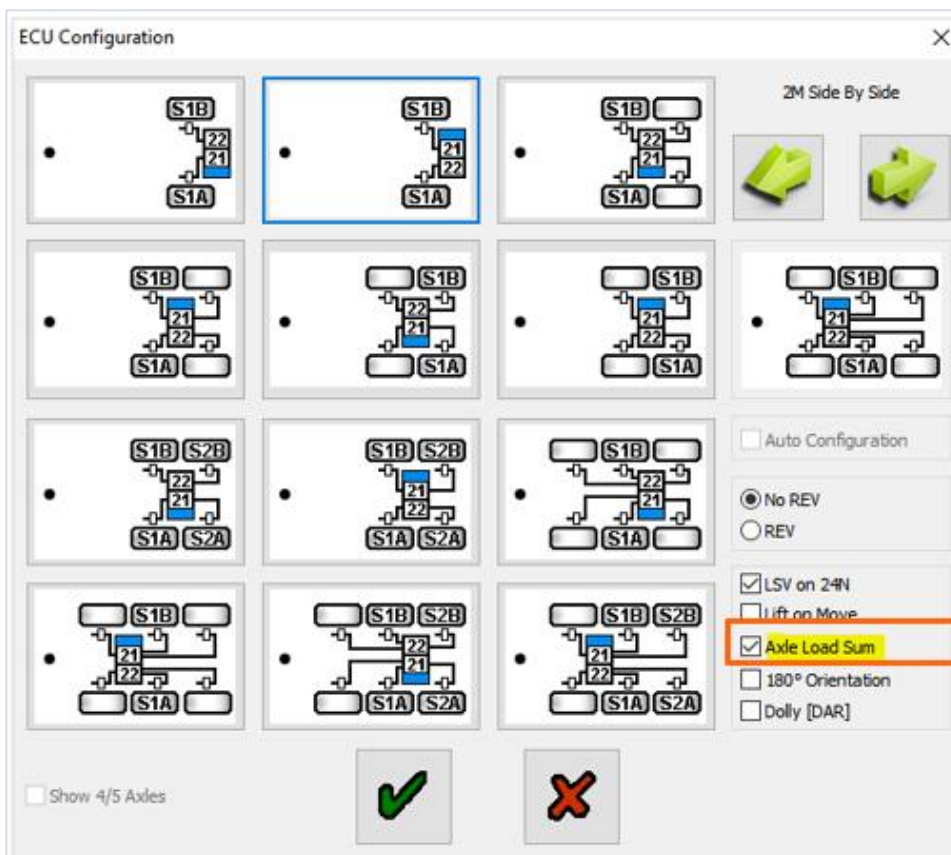 ECU Configuration
2M Side By Side
S1B
22
21
S1A
S1B
21
22
S1A
S1B
22
21
S1A
S1B
21
22
S1A
S1B
22
21
S1A
S1B
21
22
S1A
S1B
21
22
S1A
Auto Configuration
S1B S2B
22
21
S1A S2A
S1B S2B
21
22
S1A S2A
S1B
22
21
S1A
No REV
REV
LSV on 24N
Lift on Move
Axle Load Sum
180° Orientation
Dolly [DAR]
S1B
21
22
S1A
S1B S2B
22
21
S1A S2A
S1B S2B
21
22
S1A S2A
Show 4/5 Axles